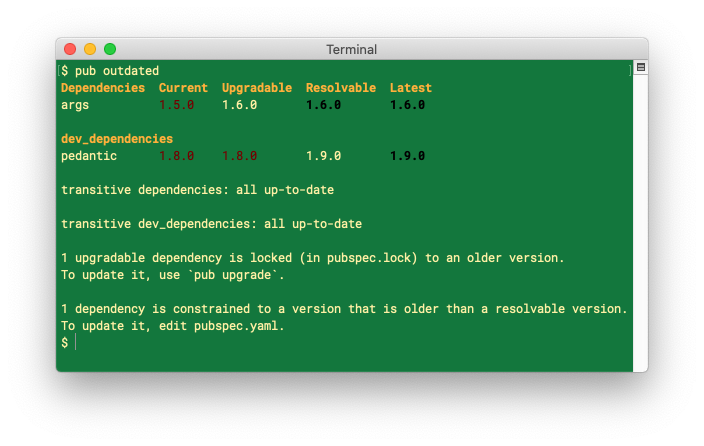 Terminal
$ pub outdated
Dependencies Current Upgradable Resolvable Latest
args 1.5.0 1.6.0 1.6.0 1.6.0
dev_dependencies
pedantic 1.8.0 1.8.0 1.9.0 1.9.0
transitive dependencies: all up-to-date
transitive dev_dependencies: all up-to-date
1 upgradable dependency is locked (in pubspec.lock) to an older version.
To update it, use `pub upgrade`.
1 dependency is constrained to a version that is older than a resolvable version.
To update it, edit pubspec.yaml.
$